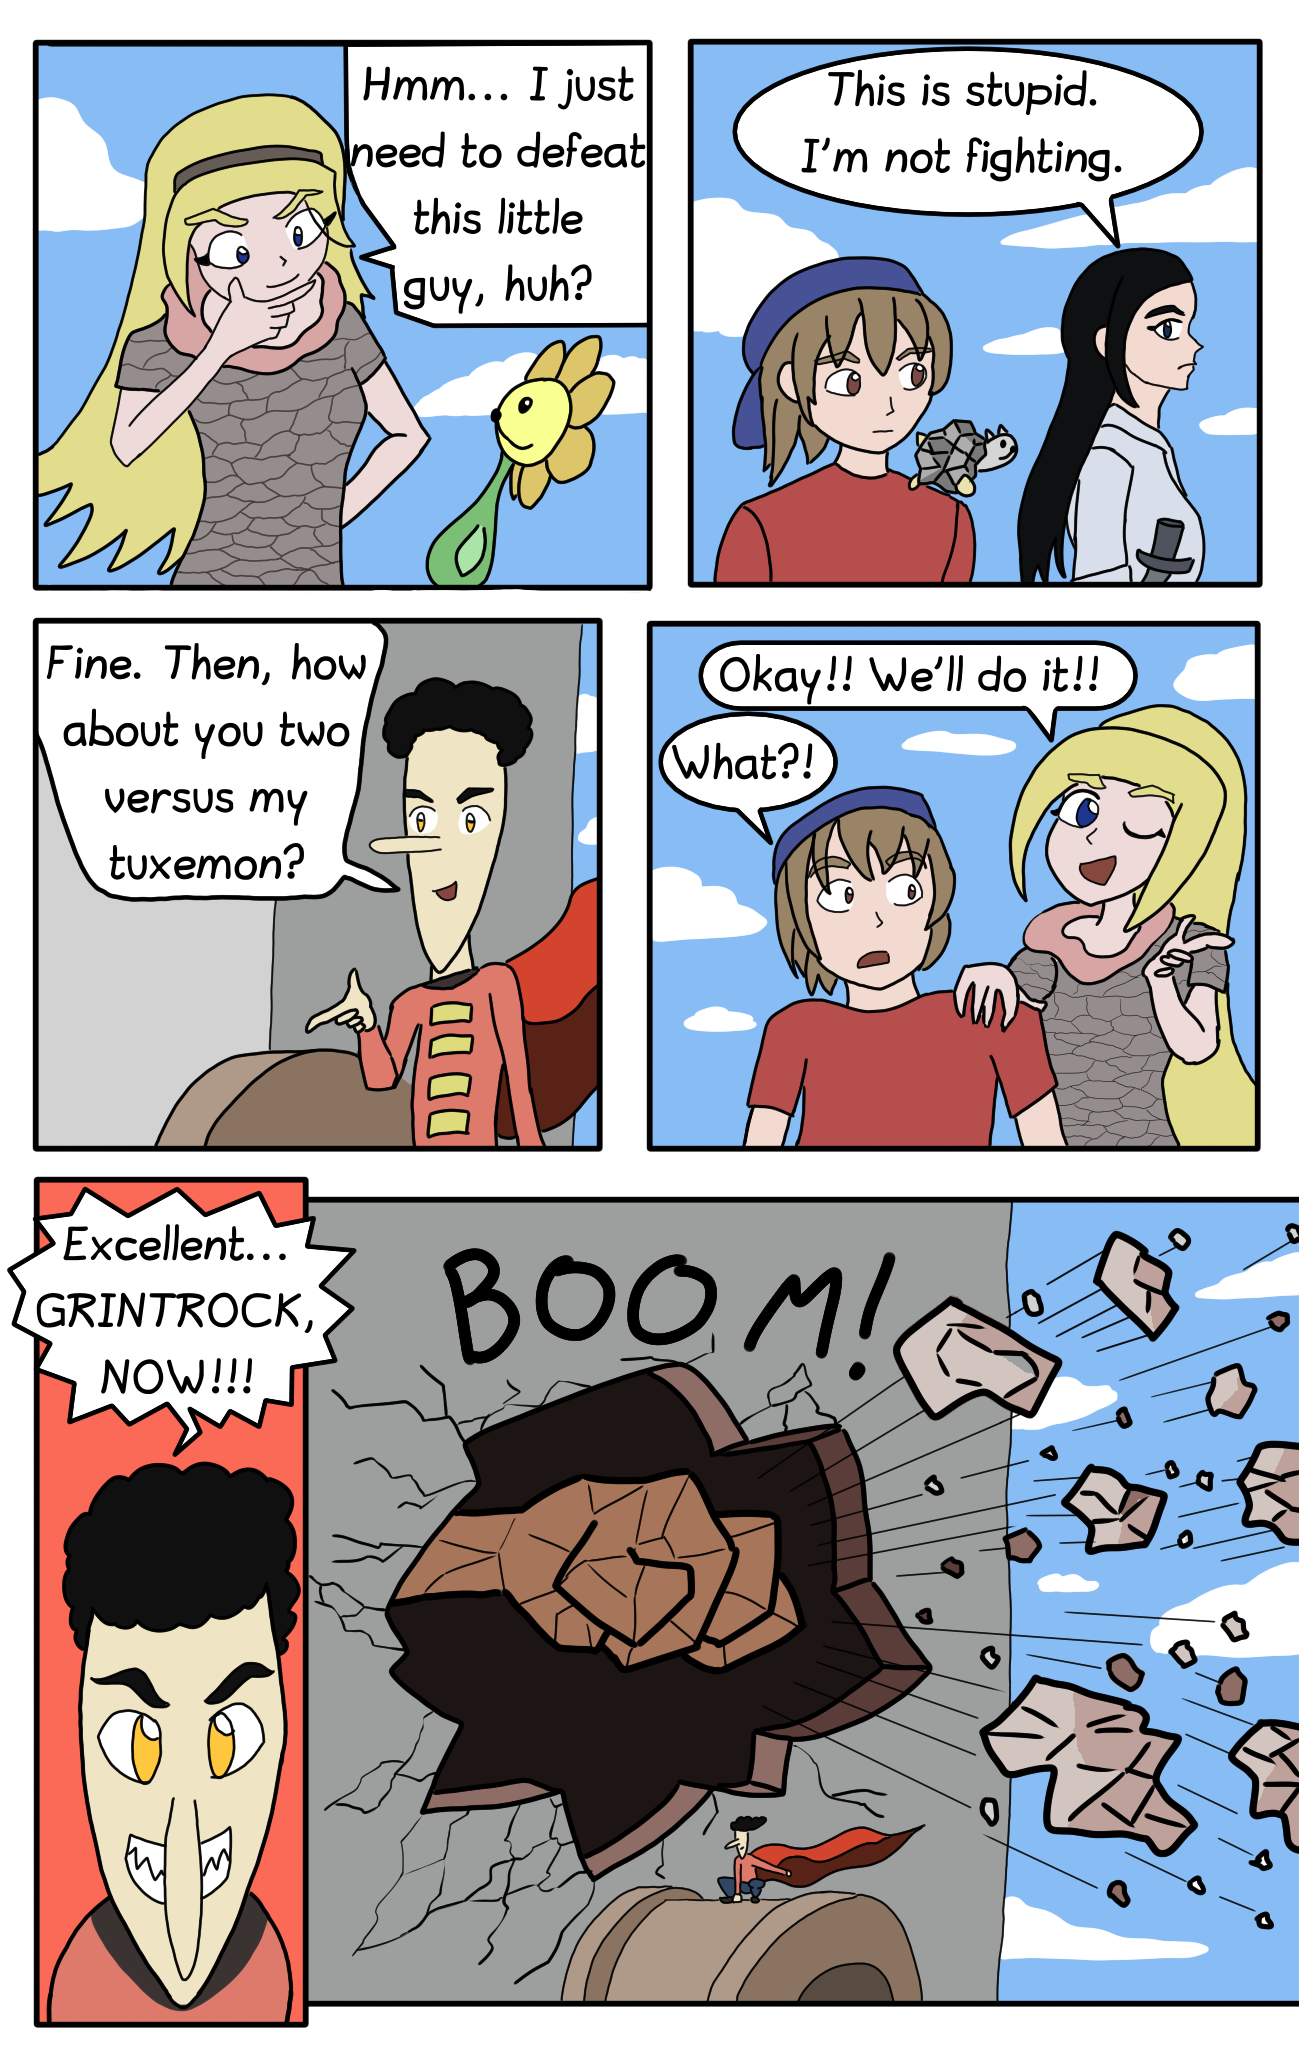 Hmm... I just
need to defeat
this little
guy, huh?
This is stupid.
I'm not fighting.
Fine. Then, how
about you two
versus my
tuxemon?
Okay!! We'll do it!!
What?!
Excellent...
GRINTROCK,
NOW!!!
BOOM!